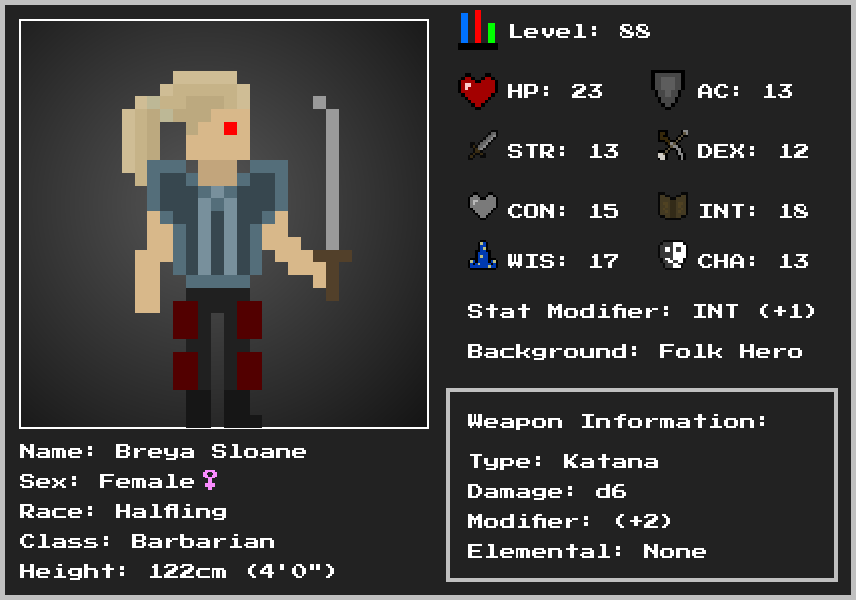 Level: 88
HP: 23
AC: 13
STR: 13
DEX: 12
CON: 15
INT: 18
WIS: 17
CHA: 13
Stat Modifier: INT (+1)
Background: Folk Hero
Weapon Information:
Type: Katana
Damage: d6
Modifier: (+2)
Elemental: None
Name: Breya Sloane
Sex: Female♀
Race: Halfling
Class: Barbarian
Height: 122cm (4'0")